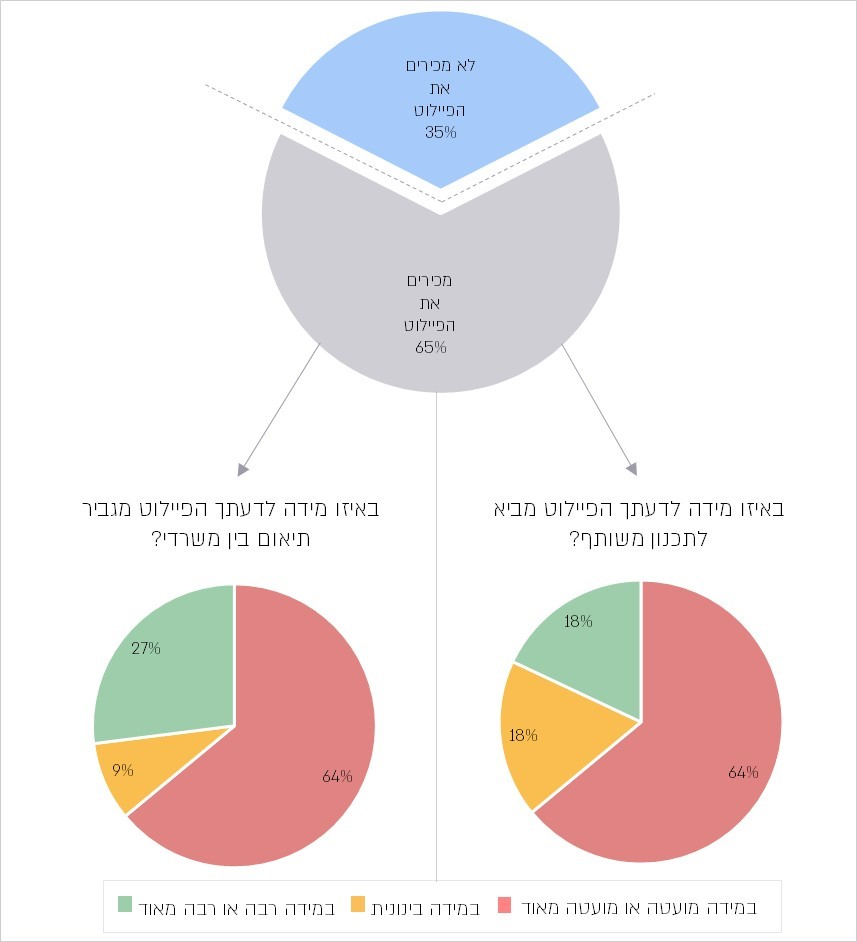 לא מכירים
את
הפיילוט
35%
מכירים
את
הפיילוט
65%
באיזו מידה לדעתך הפיילוט מביא
לתכנון משותף?
18%
18%
64%
באיזו מידה לדעתך הפיילוט מגביר
תיאום בין משרדי?
27%
9%
64%
במידה מועטה או מועטה מאוד
במידה בינונית
במידה רבה או רבה מאוד